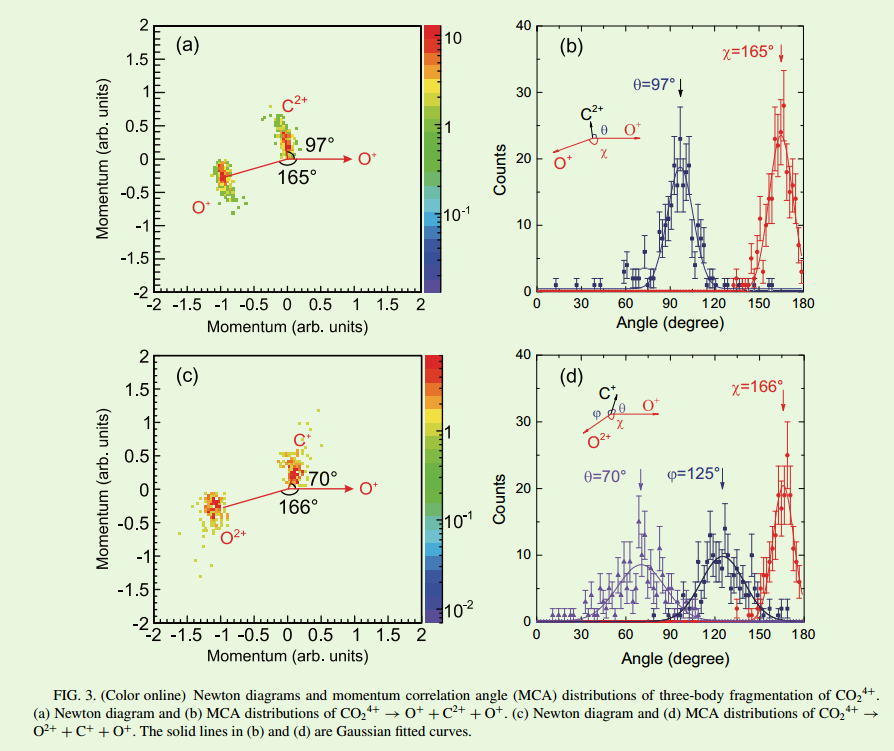 (a)
2
1.5
1
0.5
0
-0.5
-1
-1.5
-2
-2 -1.5 -1 -0.5 0 0.5 1 1.5 2
Momentum (arb. units)
Momentum (arb. units)
C2+
97°
O+
165°
O+
10
1
10-1
(b)
40
30
20
10
0
Counts
0 30 60 90 120 150 180
Angle (degree)
χ=165°
θ=97°
C2+
θ
O+
χ
O+
(c)
2
1.5
1
0.5
0
-0.5
-1
-1.5
-2
-2 -1.5 -1 -0.5 0 0.5 1 1.5 2
Momentum (arb. units)
Momentum (arb. units)
C+
70°
O+
166°
O2+
1
10-1
10-2
(d)
40
30
20
10
0
Counts
0 30 60 90 120 150 180
Angle (degree)
χ=166°
C+
φ
θ
O+
χ
O2+
θ=70°
φ=125°
FIG. 3. (Color online) Newton diagrams and momentum correlation angle (MCA) distributions of three-body fragmentation of CO2 4+.
(a) Newton diagram and (b) MCA distributions of CO2 4+ → O+ + C2+ + O+. (c) Newton diagram and (d) MCA distributions of CO2 4+ →
O2+ + C+ + O+. The solid lines in (b) and (d) are Gaussian fitted curves.